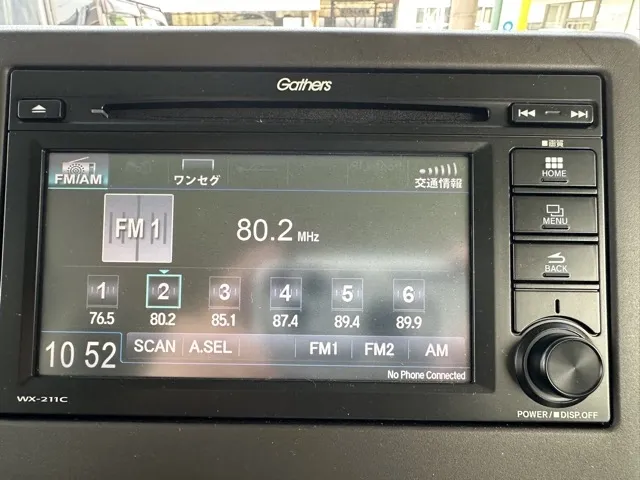 Gathers
■画質
HOME
MENU
BACK
FM/AM ワンセグ 交通情報
FM 1 80.2 MHz
1 2 3 4 5 6
76.5 80.2 85.1 87.4 89.4 89.9
10 52 SCAN A.SEL FM1 FM2 AM
No Phone Connected
WX-211C
POWER/■DISP.OFF